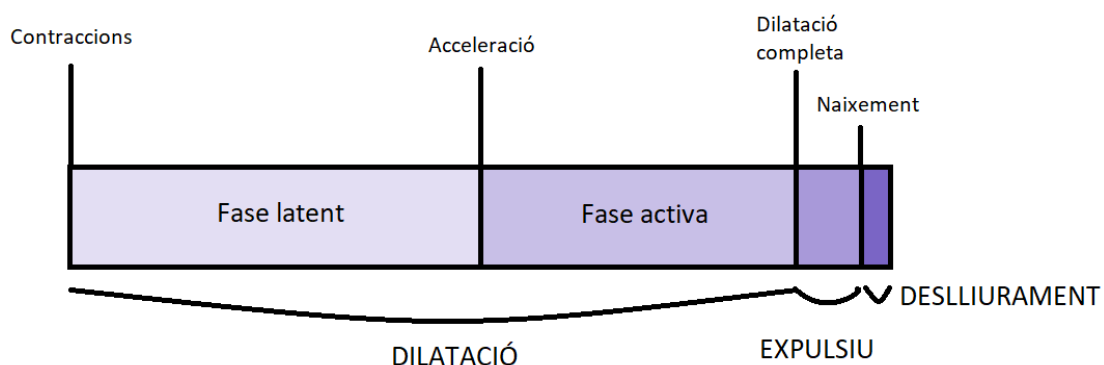 Contraccions
Acceleració
Dilatació
completa
Naixement
Fase latent
Fase activa
DESLLIURAMENT
DILATACIÓ
EXPULSIU